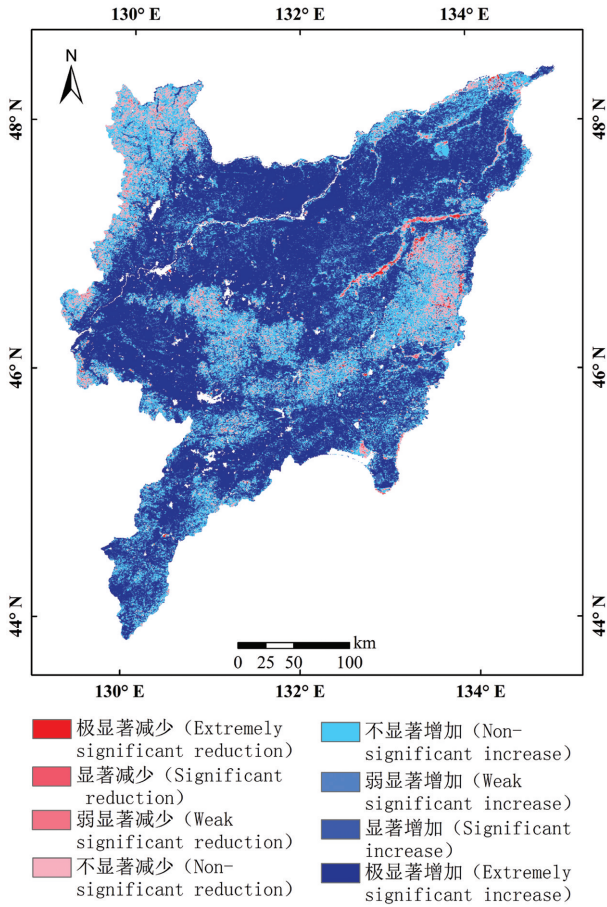 130° E 132° E 134° E
N
48° N 48° N
46° N 46° N
44° N 44° N
km
0 25 50 100
130° E 132° E 134° E
极显著减少（Extremely
significant reduction）
显著减少（Significant
reduction）
弱显著减少（Weak
significant reduction）
不显著减少（Non-
significant reduction）
不显著增加（Non-
significant increase）
弱显著增加（Weak
significant increase）
显著增加（Significant
increase）
极显著增加（Extremely
significant increase）